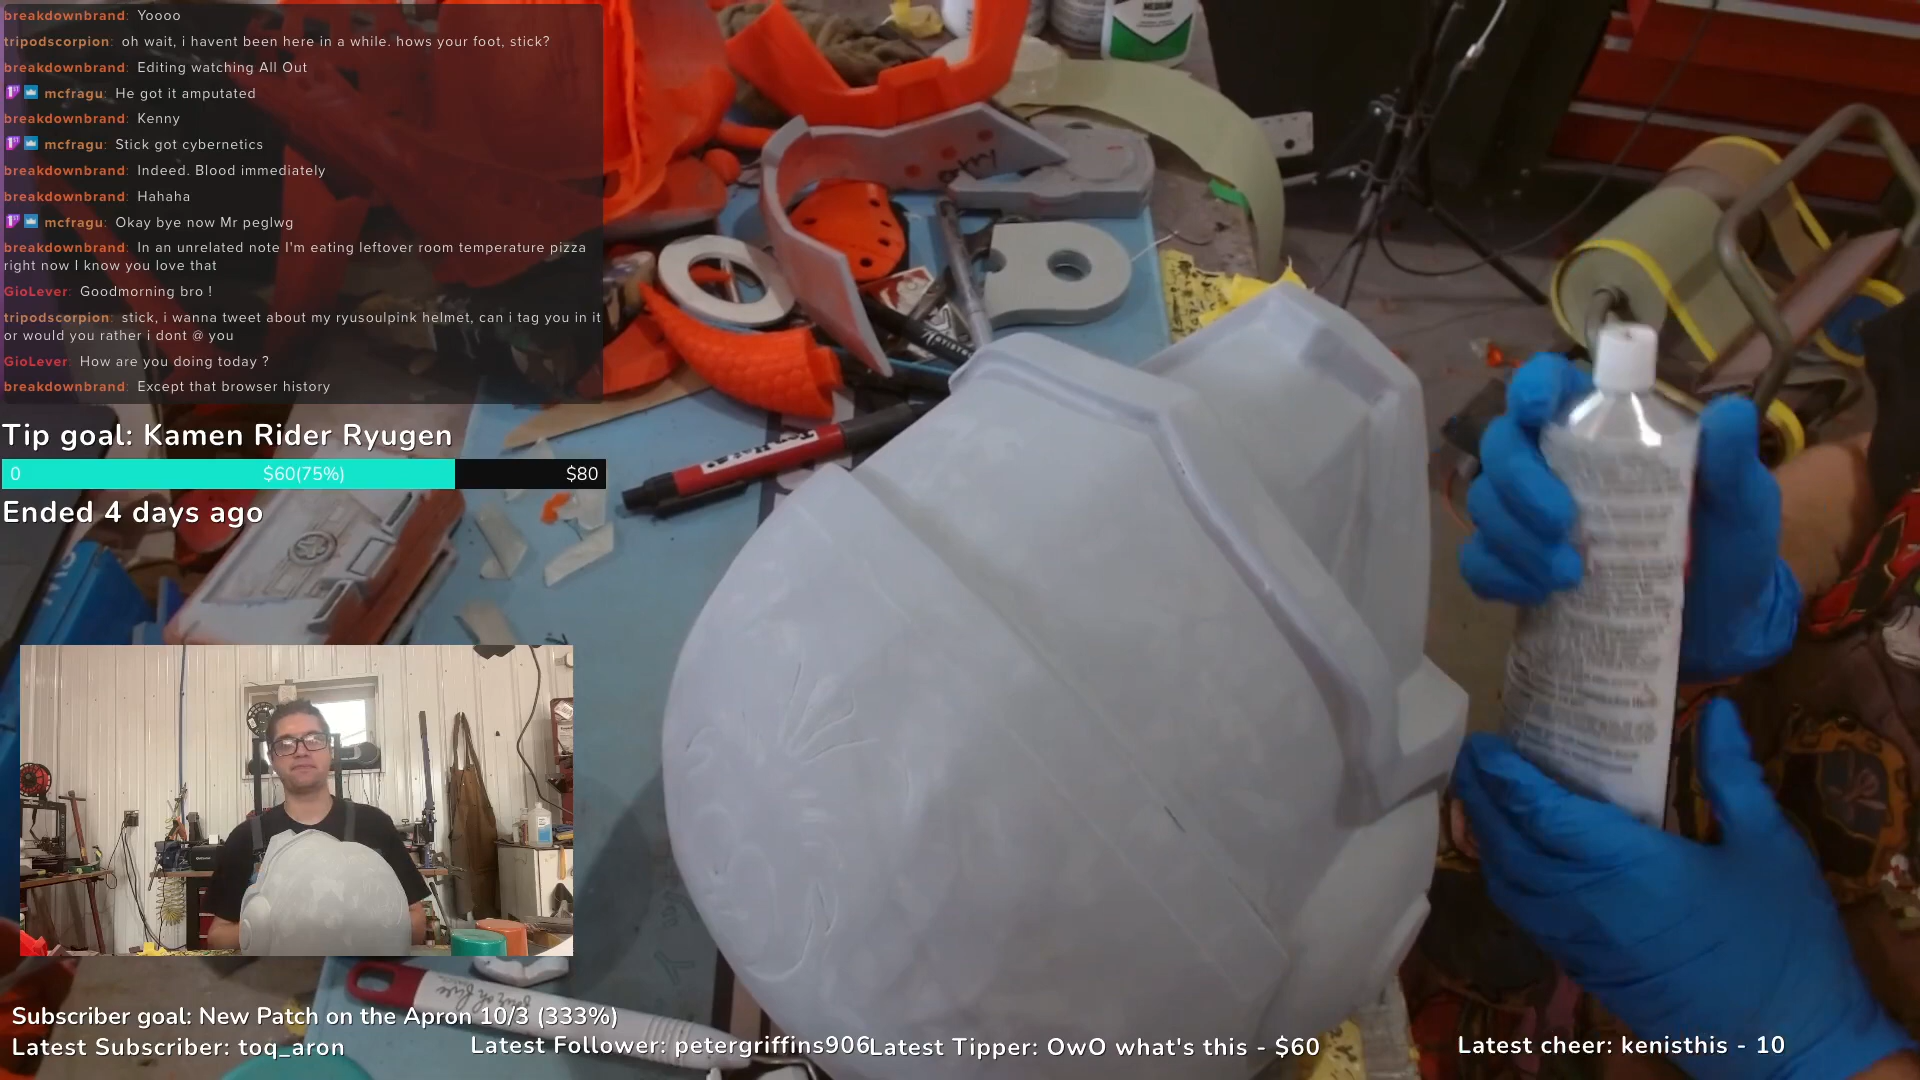 breakdownbrand: Yoooo
tripodscorpion: oh wait, i havent been here in a while. hows your foot, stick?
breakdownbrand: Editing watching All Out
mcfragu: He got it amputated
breakdownbrand: Kenny
mcfragu: Stick got cybernetics
breakdownbrand: Indeed. Blood immediately
breakdownbrand: Hahaha
mcfragu: Okay bye now Mr peglwg
breakdownbrand: In an unrelated note I'm eating leftover room temperature pizza
right now I know you love that
GioLever: Goodmorning bro !
tripodscorpion: stick, i wanna tweet about my ryusoulpink helmet, can i tag you in it
or would you rather i dont @ you
GioLever: How are you doing today ?
breakdownbrand: Except that browser history
Tip goal: Kamen Rider Ryugen
0 $60(75%) $80
Ended 4 days ago
Subscriber goal: New Patch on the Apron 10/3 (333%)
Latest Subscriber: toq_aron
Latest Follower: petergriffins906
Latest Tipper: OwO what's this - $60
Latest cheer: kenisthis - 10
MEDIUM